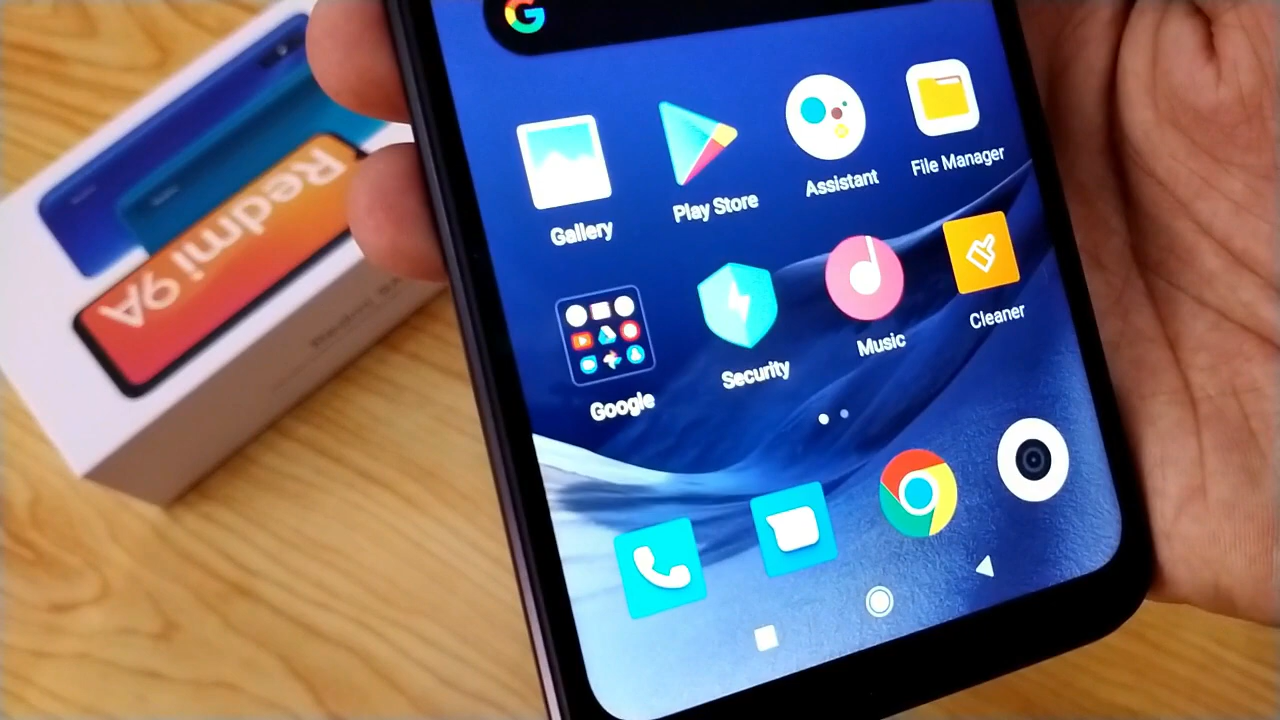 G
Gallery
Play Store
Assistant
File Manager
Google
Security
Music
Cleaner
Redmi 9A